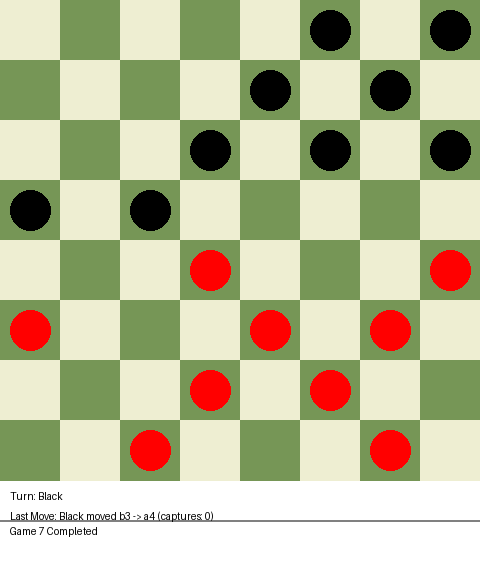 Turn: Black
Last Move: Black moved b3 -> a4 (captures: 0)
Game 7 Completed